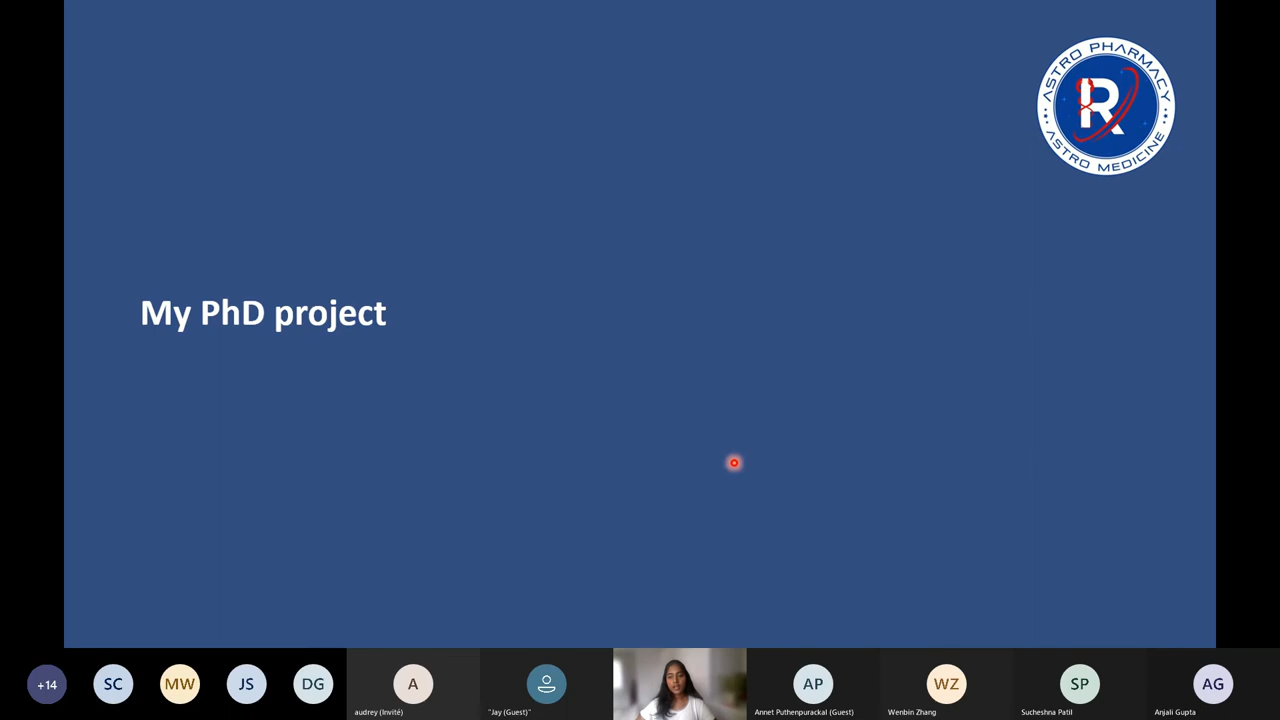 ASTRO PHARMACY
R
ASTRO MEDICINE
My PhD project
+14
SC
MW
JS
DG
A
AP
WZ
SP
AG
audrey (Invité)
"Jay (Guest)"
Annet Puthenpurackal (Guest)
Wenbin Zhang
Sucheshna Patil
Anjali Gupta